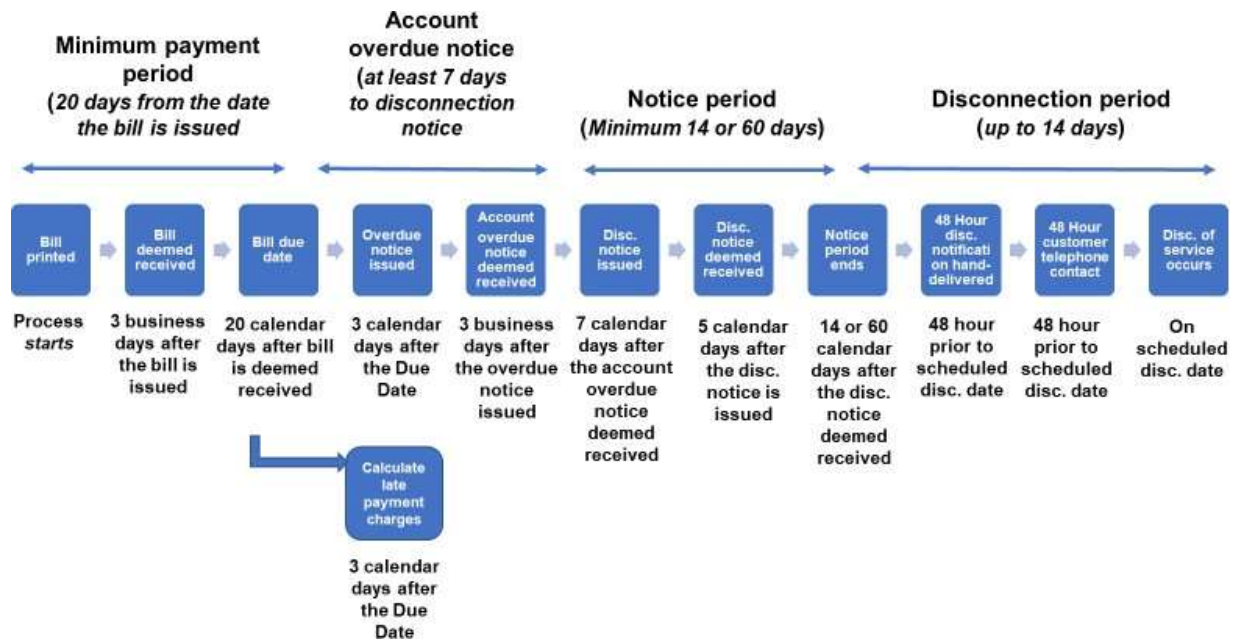 Minimum payment
period
(20 days from the date
the bill is issued
Account
overdue notice
(at least 7 days
to disconnection
notice
Notice period
(Minimum 14 or 60 days)
Disconnection period
(up to 14 days)
Bill
printed
Bill
deemed
received
Bill due
date
Overdue
notice
issued
Account
overdue
notice
deemed
received
Disc.
notice
issued
Disc.
notice
deemed
received
Notice
period
ends
48 Hour
disc.
notificati
on hand-
delivered
48 Hour
customer
telephone
contact
Disc. of
service
occurs
Process
starts
3 business
days after
the bill is
issued
20 calendar
days after bill
is deemed
received
3 calendar
days after
the Due
Date
3 business
days after
the overdue
notice
issued
7 calendar
days after
the account
overdue
notice
deemed
received
5 calendar
days after
the disc.
notice is
issued
14 or 60
calendar
days after
the disc.
notice
deemed
received
48 hour
prior to
scheduled
disc. date
48 hour
prior to
scheduled
disc. date
On
scheduled
disc. date
Calculate
late
payment
charges
3 calendar
days after
the Due
Date